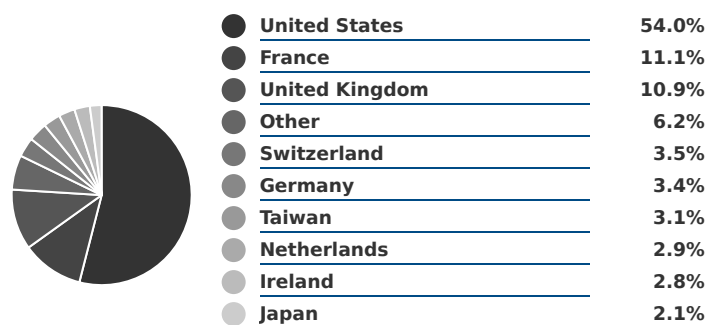 United States 54.0%
France 11.1%
United Kingdom 10.9%
Other 6.2%
Switzerland 3.5%
Germany 3.4%
Taiwan 3.1%
Netherlands 2.9%
Ireland 2.8%
Japan 2.1%